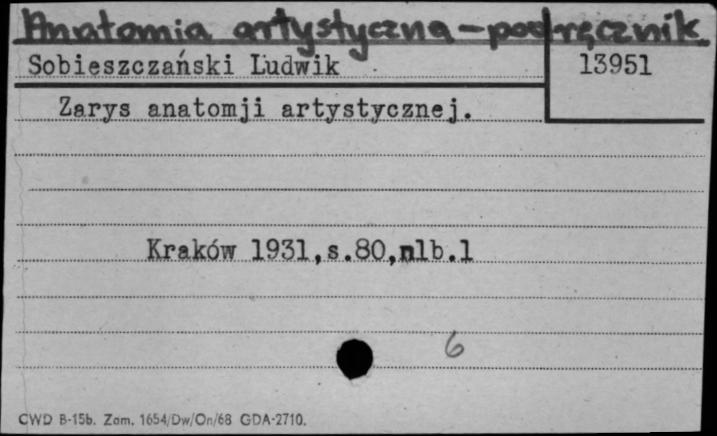 Anatomia artystyczna - podręcznik
Sobieszczański Ludwik
13951
Zarys anatomji artystycznej.
Kraków 1931,s.80,nlb.1
6
CWD B-15b. Zam. 1654/Dw/On/68 GDA-2710.